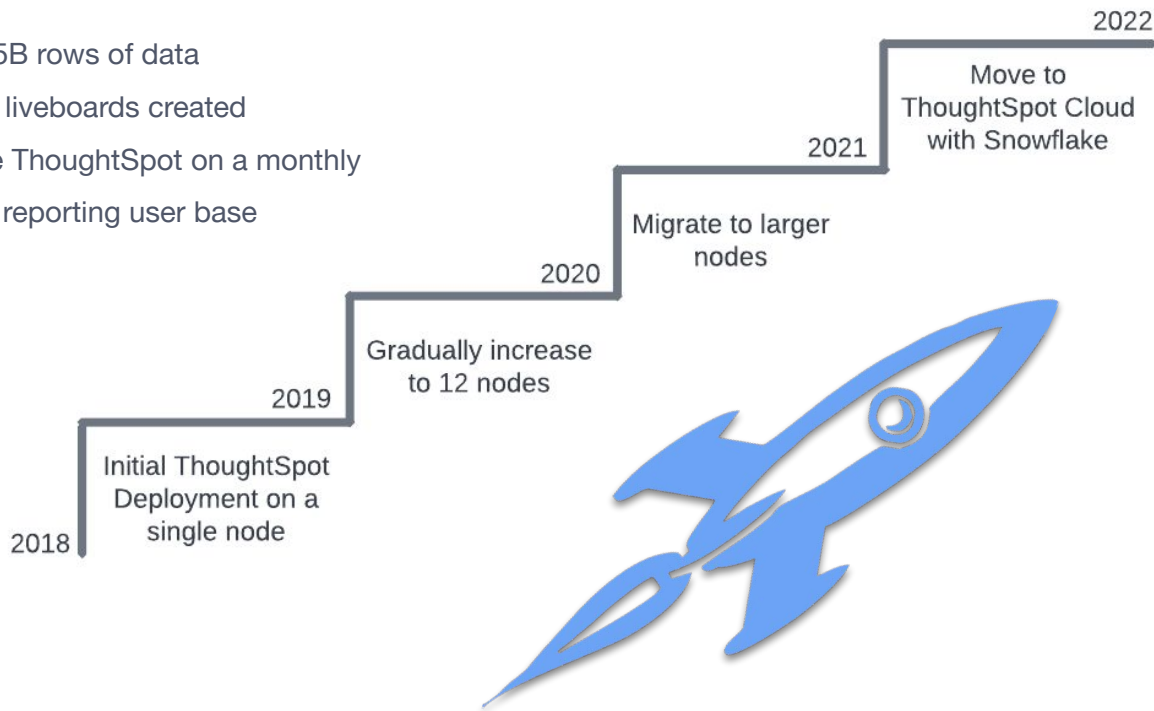 5B rows of data
liveboards created
ThoughtSpot on a monthly
reporting user base
2022
Move to
ThoughtSpot Cloud
with Snowflake
2021
Migrate to larger
nodes
2020
Gradually increase
to 12 nodes
2019
Initial ThoughtSpot
Deployment on a
single node
2018